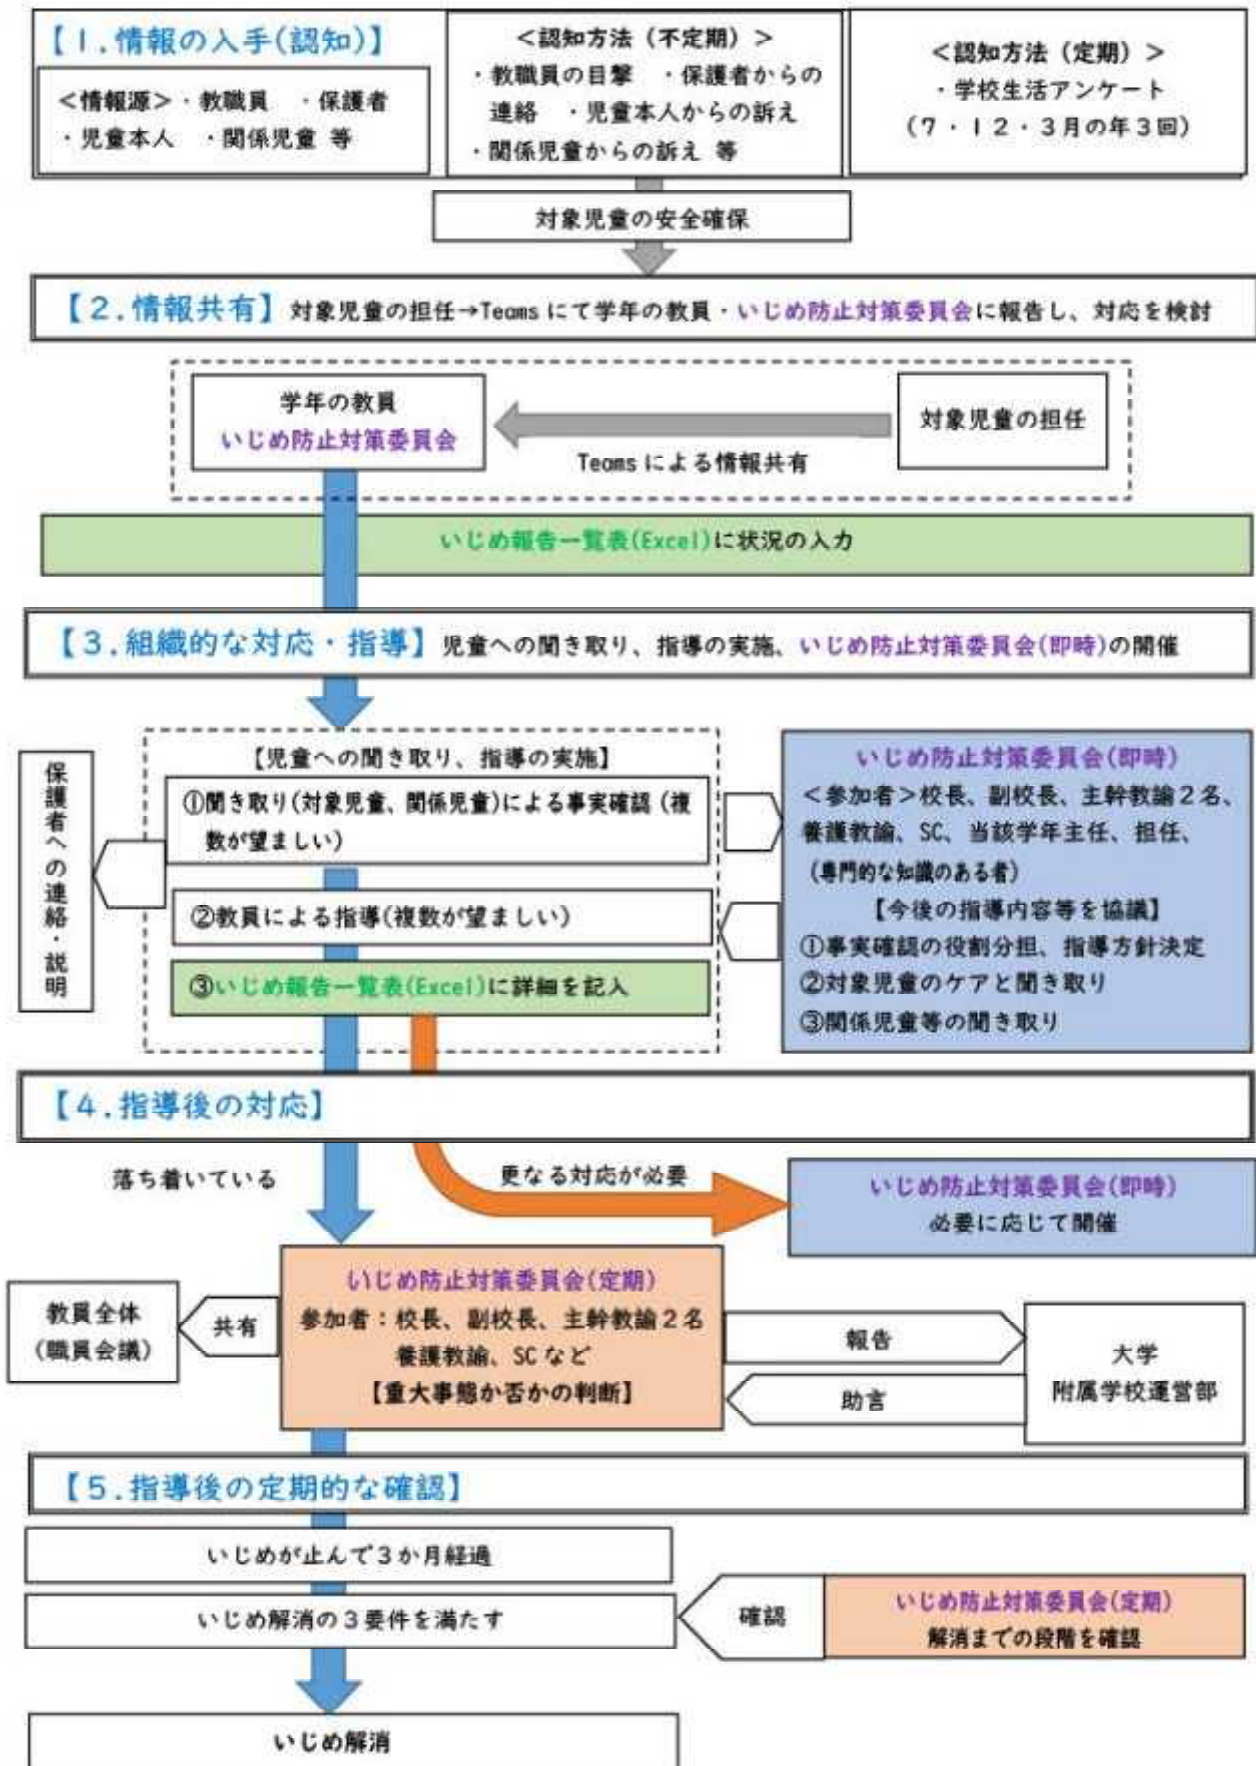 【1.情報の入手(認知)】
<情報源>・教職員　・保護者
・児童本人　・関係児童 等
<認知方法（不定期）>
・教職員の目撃　・保護者からの
連絡　・児童本人からの訴え
・関係児童からの訴え 等
<認知方法（定期）>
・学校生活アンケート
（7・12・3月の年3回）
対象児童の安全確保
【2.情報共有】対象児童の担任→Teamsにて学年の教員・いじめ防止対策委員会に報告し、対応を検討
学年の教員
いじめ防止対策委員会
対象児童の担任
Teamsによる情報共有
いじめ報告一覧表(Excel)に状況の入力
【3.組織的な対応・指導】児童への聞き取り、指導の実施、いじめ防止対策委員会(即時)の開催
保護者への連絡・説明
【児童への聞き取り、指導の実施】
①聞き取り(対象児童、関係児童)による事実確認（複
数が望ましい）
②教員による指導(複数が望ましい)
③いじめ報告一覧表(Excel)に詳細を記入
いじめ防止対策委員会(即時)
<参加者>校長、副校長、主幹教諭2名、
養護教諭、SC、当該学年主任、担任、
（専門的な知識のある者）
【今後の指導内容等を協議】
①事実確認の役割分担、指導方針決定
②対象児童のケアと聞き取り
③関係児童等の聞き取り
【4.指導後の対応】
落ち着いている
更なる対応が必要
いじめ防止対策委員会(即時)
必要に応じて開催
教員全体
（職員会議）
共有
いじめ防止対策委員会(定期)
参加者：校長、副校長、主幹教諭2名
養護教諭、SCなど
【重大事態か否かの判断】
報告
助言
大学
附属学校運営部
【5.指導後の定期的な確認】
いじめが止んで3か月経過
いじめ解消の3要件を満たす
確認
いじめ防止対策委員会(定期)
解消までの段階を確認
いじめ解消